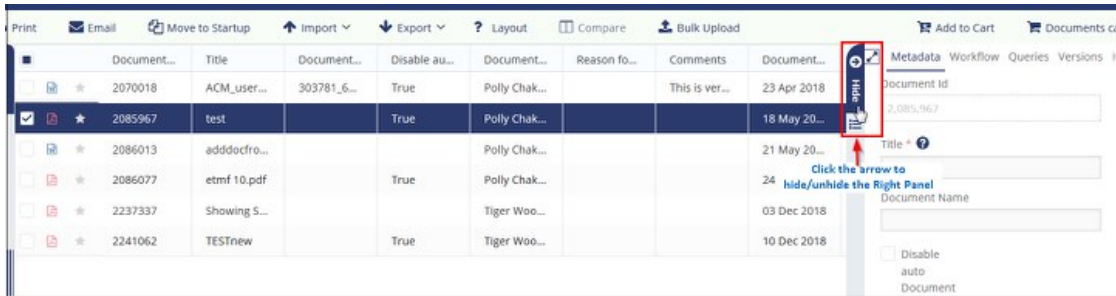 Print Email Move to Startup Import Export ? Layout Compare Bulk Upload Add to Cart Documents
Document... Title Document... Disable au... Document... Reason fo... Comments Document... Metadata Workflow Queries Versions
2070018 ACM_user... 303781_6... True Polly Chak... This is ver... 23 Apr 2018 Hide Document Id
2085967 test True Polly Chak... 18 May 20... 2,085,967
2086013 adddocfro... Polly Chak... 21 May 20... Title * ?
2086077 etmf 10.pdf True Polly Chak... 24
Click the arrow to
hide/unhide the Right Panel
Document Name
2237337 Showing S... Tiger Woo... 03 Dec 2018
2241062 TESTnew True Tiger Woo... 10 Dec 2018
Disable
auto
Document